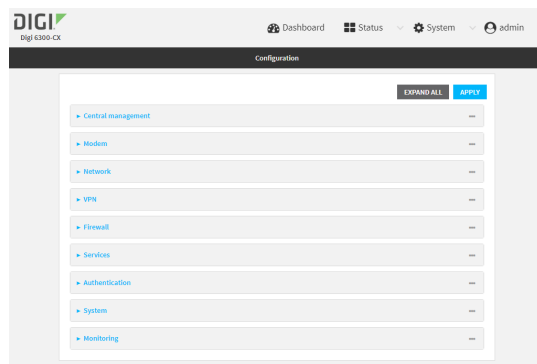 DIGI
Digi 6300-CX
Dashboard Status System admin
Configuration
EXPAND ALL APPLY
Central management
Modem
Network
VPN
Firewall
Services
Authentication
System
Monitoring